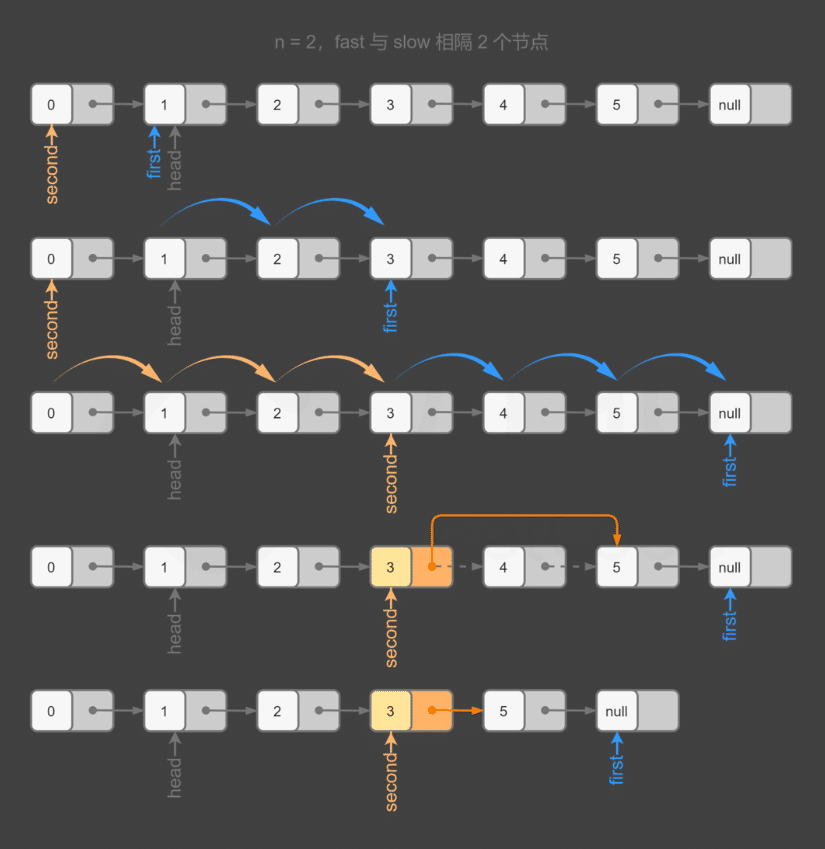 n = 2，fast 与 slow 相隔 2 个节点
0 1 2 3 4 5 null
second first head
0 1 2 3 4 5 null
second head first
0 1 2 3 4 5 null
head second first
0 1 2 3 4 5 null
head second first
0 1 2 3 5 null
head second first